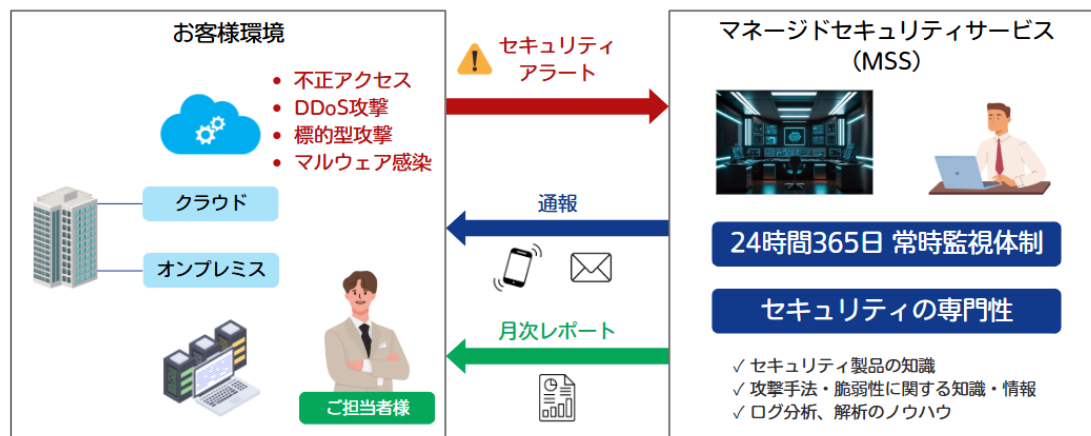 お客様環境
不正アクセス
DDoS攻撃
標的型攻撃
マルウェア感染
クラウド
オンプレミス
ご担当者様
セキュリティ
アラート
通報
月次レポート
マネージドセキュリティサービス
（MSS）
24時間365日 常時監視体制
セキュリティの専門性
✓ セキュリティ製品の知識
✓ 攻撃手法・脆弱性に関する知識・情報
✓ ログ分析、解析のノウハウ